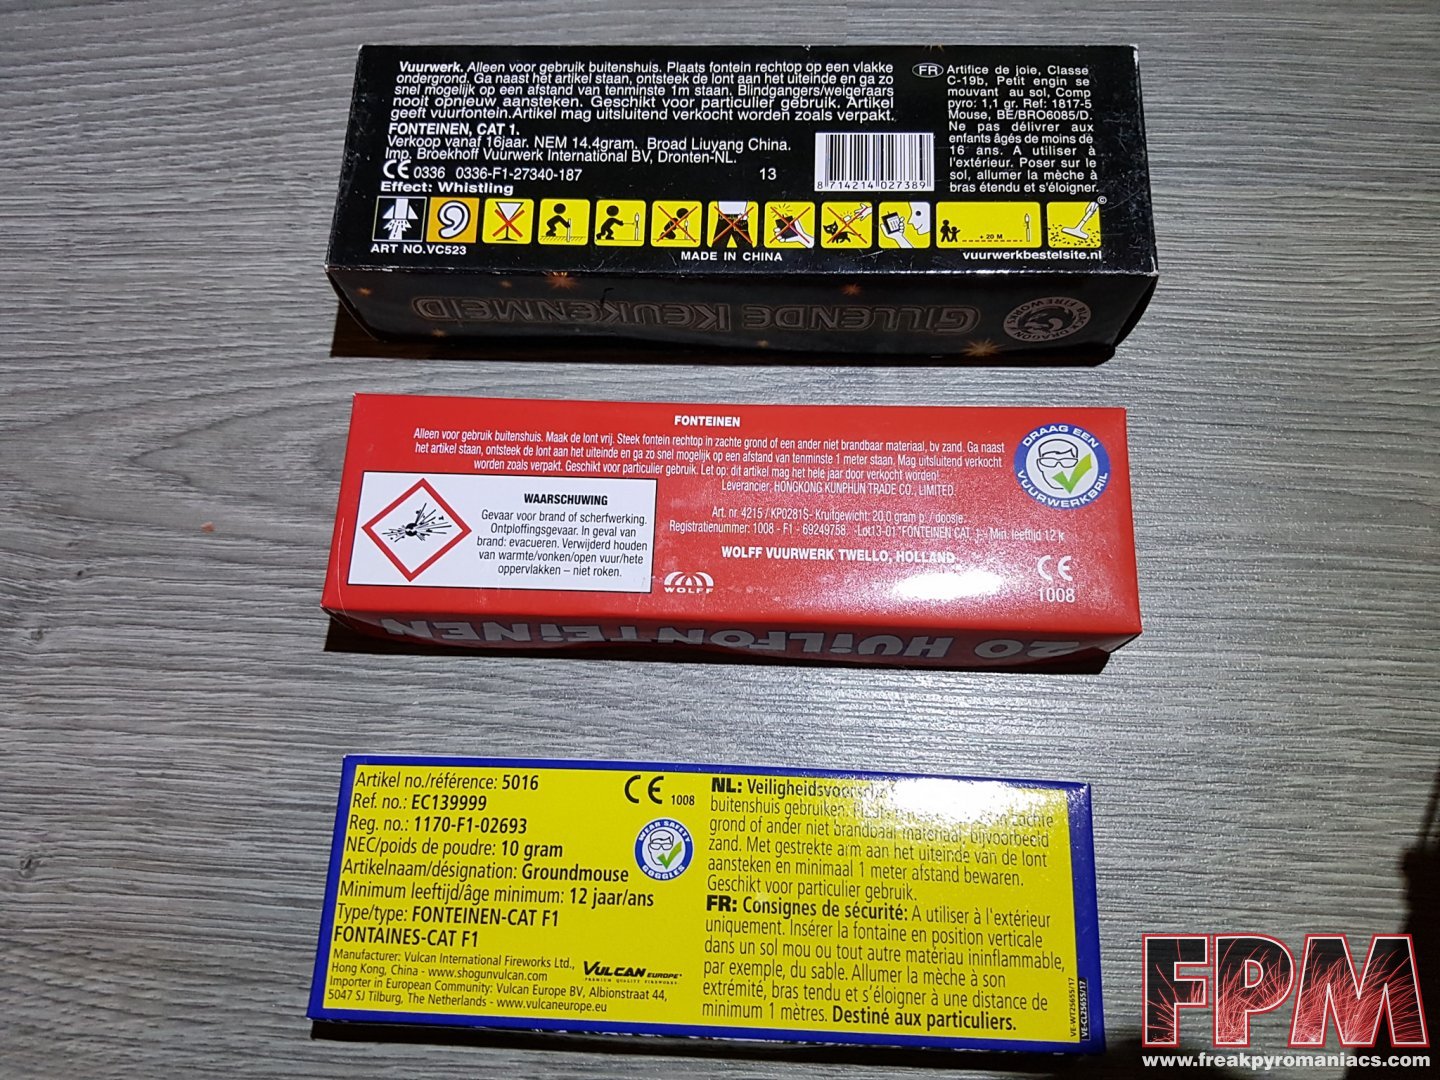 Vuurwerk. Alleen voor gebruik buitenshuis. Plaats fontein rechtop op een vlakke
ondergrond. Ga naast het artikel staan, ontsteek de lont aan het uiteinde en ga zo
snel mogelijk op een afstand van tenminste 1m staan. Blindgangers/weigeraars
nooit opnieuw aansteken. Geschikt voor particulier gebruik. Artikel
geeft vuurfontein.Artikel mag uitsluitend verkocht worden zoals verpakt.
FONTEINEN, CAT 1.
Verkoop vanaf 16jaar. NEM 14.4gram. Broad Liuyang China.
Imp. Broekhoff Vuurwerk International BV, Dronten-NL.
CE 0336 0336-F1-27340-187 13
Effect: Whistling
8 714214 027389
FR Artifice de joie, Classe
C-19b, Petit engin se
mouvant au sol, Comp
pyro: 1,1 gr. Ref: 1817-5
Mouse, BE/BRO6085/D.
Ne pas délivrer aux
enfants âgés de moins de
16 ans. A utiliser à
l'extérieur. Poser sur le
sol, allumer la mèche à
bras étendu et s'éloigner.
©
+ 20 M
ART NO.VC523
MADE IN CHINA
vuurwerkbestelsite.nl
GILLENDE KEUKENMEID
BLACK DRAGON FIREWORKS
FONTEINEN
Alleen voor gebruik buitenshuis. Maak de lont vrij. Steek fontein rechtop in zachte grond of een ander niet brandbaar materiaal, bv zand. Ga naast
het artikel staan, ontsteek de lont aan het uiteinde en ga zo snel mogelijk op een afstand van tenminste 1 meter staan. Mag uitsluitend verkocht
worden zoals verpakt. Geschikt voor particulier gebruik. Let op: dit artikel mag het hele jaar door verkocht worden!
Leverancier: HONGKONG KUNPHUN TRADE CO., LIMITED.
Art. nr. 4215 / KP0281S- Kruitgewicht: 20.0 gram p. / doosje.
Registratienummer: 1008 - F1 - 69249758. Lot13-01 "FONTEINEN CAT. Min. leeftijd 12 jr.
WOLFF VUURWERK TWELLO, HOLLAND
WAARSCHUWING
Gevaar voor brand of scherfwerking.
Ontploffingsgevaar. In geval van
brand: evacueren. Verwijderd houden
van warmte/vonken/open vuur/hete
oppervlakken – niet roken.
WOLFF
DRAAG EEN
VUURWERKBRIL
CE
1008
20 HUILFONTEINEN
Artikel no./référence: 5016
Ref. no.: EC139999
Reg. no.: 1170-F1-02693
NEC/poids de poudre: 10 gram
Artikelnaam/désignation: Groundmouse
Minimum leeftijd/âge minimum: 12 jaar/ans
Type/type: FONTEINEN-CAT F1
FONTAINES-CAT F1
Manufacturer: Vulcan International Fireworks Ltd.,
Hong Kong, China - www.shogunvulcan.com
Importer in European Community: Vulcan Europe BV, Albionstraat 44,
5047 SJ Tilburg, The Netherlands - www.vulcaneurope.eu
CE 1008
WEAR SAFETY
GOGGLES
VULCAN EUROPE
PREMIUM QUALITY FIREWORKS
NL: Veiligheidsvoorschr
buitenshuis gebruiken. in zachte
grond of ander niet brandbaar materiaal, bijvoorbeeld
zand. Met gestrekte arm aan het uiteinde van de lont
aansteken en minimaal 1 meter afstand bewaren.
Geschikt voor particulier gebruik.
FR: Consignes de sécurité: A utiliser à l'extérieur
uniquement. Insérer la fontaine en position verticale
dans un sol mou ou tout autre matériau ininflammable,
par exemple, du sable. Allumer la mèche à son
extrémité, bras tendu et s'éloigner à une distance de
minimum 1 mètres. Destiné aux particuliers.
VE-WT25655/17
VE-CL25655/17
FPM
www.freakpyromaniacs.com